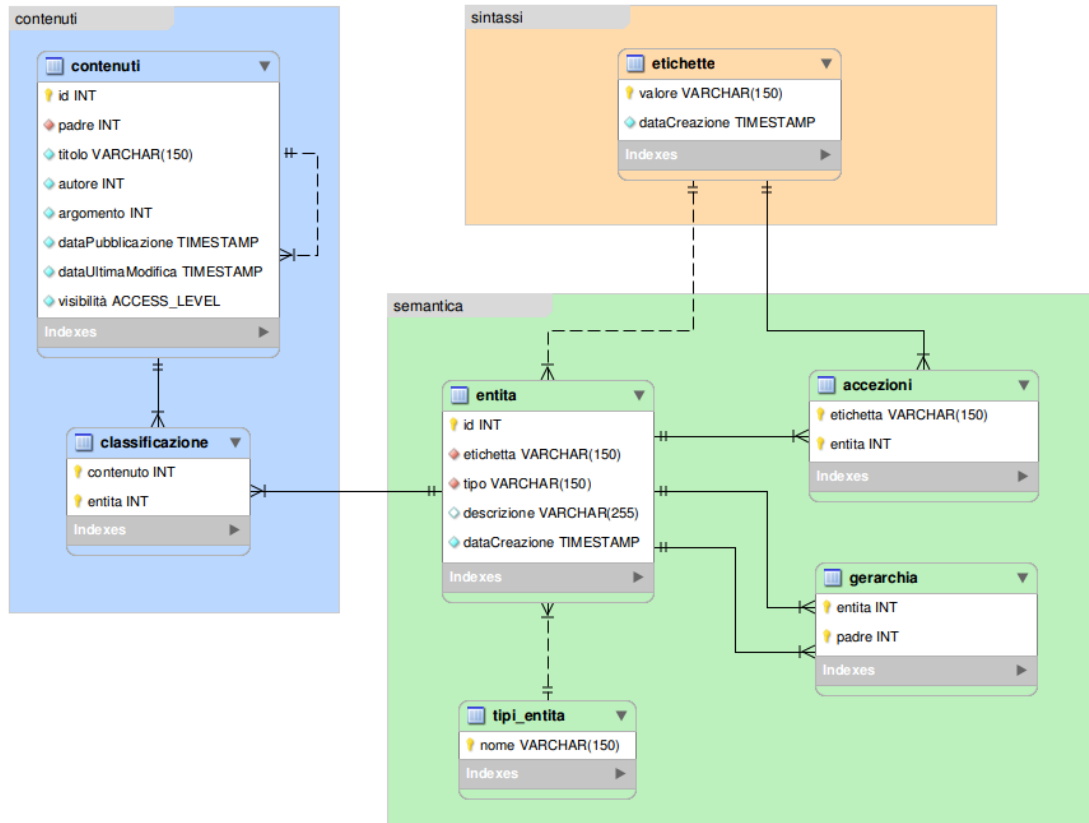 contenuti
contenuti
id INT
padre INT
titolo VARCHAR(150)
autore INT
argomento INT
dataPubblicazione TIMESTAMP
dataUltimaModifica TIMESTAMP
visibilità ACCESS_LEVEL
Indexes
classificazione
contenuto INT
entita INT
Indexes
sintassi
etichette
valore VARCHAR(150)
dataCreazione TIMESTAMP
Indexes
semantica
entita
id INT
etichetta VARCHAR(150)
tipo VARCHAR(150)
descrizione VARCHAR(255)
dataCreazione TIMESTAMP
Indexes
accezioni
etichetta VARCHAR(150)
entita INT
Indexes
gerarchia
entita INT
padre INT
Indexes
tipi_entita
nome VARCHAR(150)
Indexes